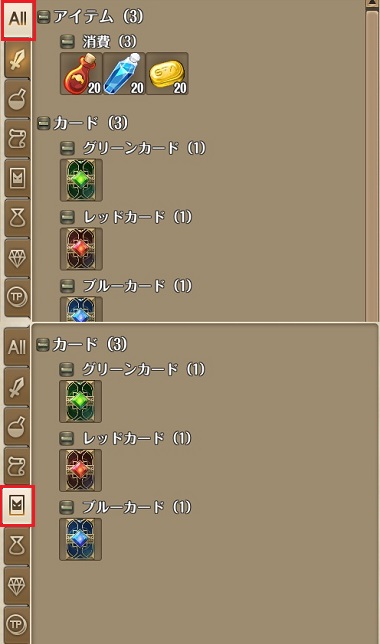 All
アイテム (3)
消費 (3)
20 20 20
カード (3)
グリーンカード (1)
レッドカード (1)
ブルーカード (1)
TP
All
カード (3)
グリーンカード (1)
レッドカード (1)
ブルーカード (1)
TP